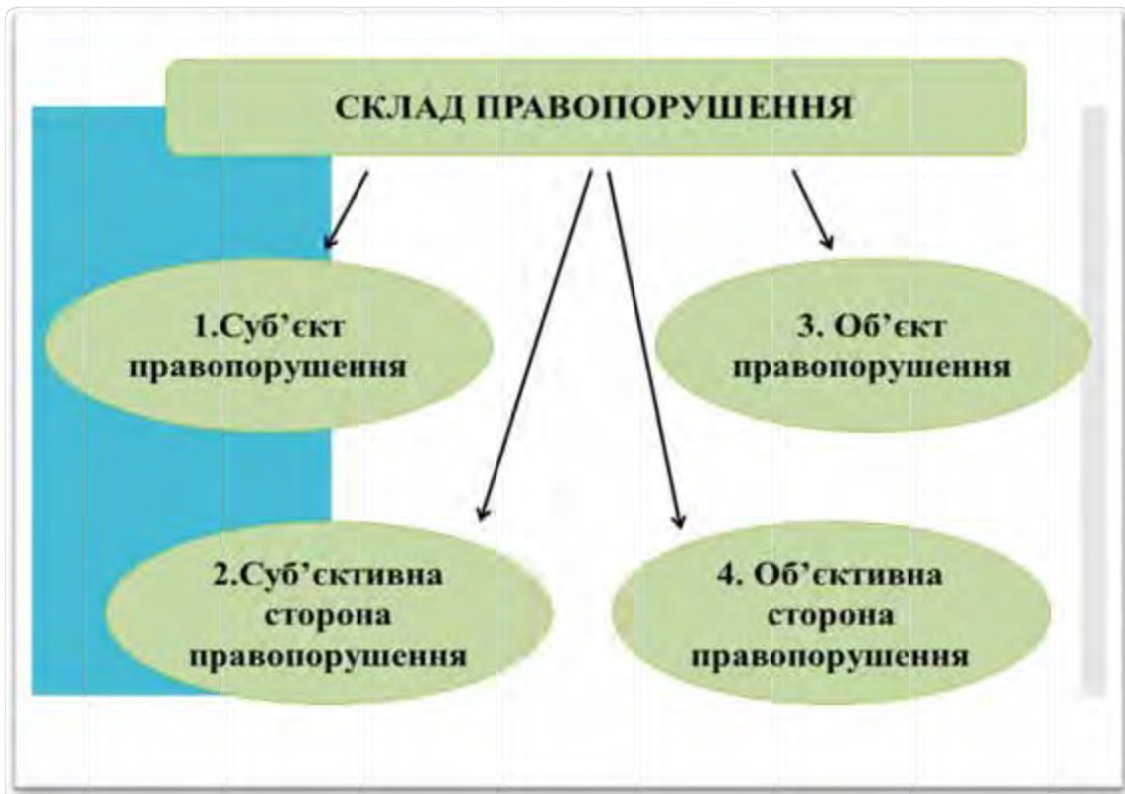 СКЛАД ПРАВОПОРУШЕННЯ
1.Суб’єкт
правопорушення
3. Об’єкт
правопорушення
2.Суб’єктивна
сторона
правопорушення
4. Об’єктивна
сторона
правопорушення